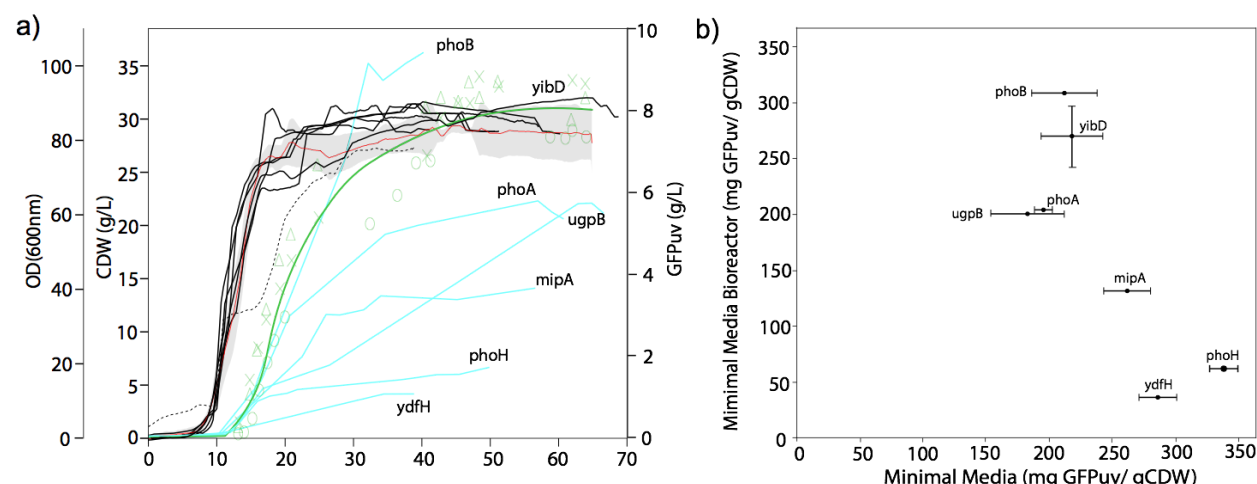 a)
OD(600nm)
0
20
40
60
80
100
CDW (g/L)
0
5
10
15
20
25
30
35
GFPuv (g/L)
0
2
4
6
8
10
0 10 20 30 40 50 60 70
phoB
yibD
phoA
ugpB
mipA
phoH
ydfH
b)
Mimimal Media Bioreactor (mg GFPuv/ gCDW)
350
300
250
200
150
100
50
0
phoB
yibD
phoA
ugpB
mipA
phoH
ydfH
0 50 100 150 200 250 300 350
Minimal Media (mg GFPuv/ gCDW)